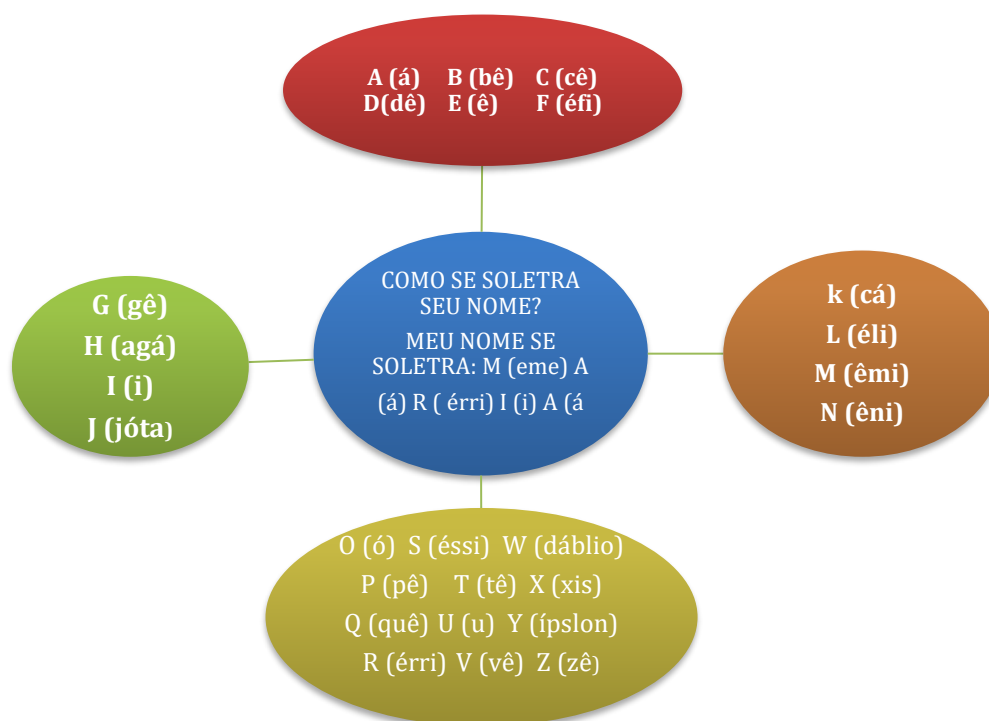 A (á) B (bê) C (cê)
D(dê) E (ê) F (éfi)
COMO SE SOLETRA
SEU NOME?
MEU NOME SE
SOLETRA: M (eme) A
(á) R ( érri) I (i) A (á
G (gê)
H (agá)
I (i)
J (jóta)
k (cá)
L (éli)
M (êmi)
N (êni)
O (ó) S (éssi) W (dáblio)
P (pê) T (tê) X (xis)
Q (quê) U (u) Y (ípslon)
R (érri) V (vê) Z (zê)